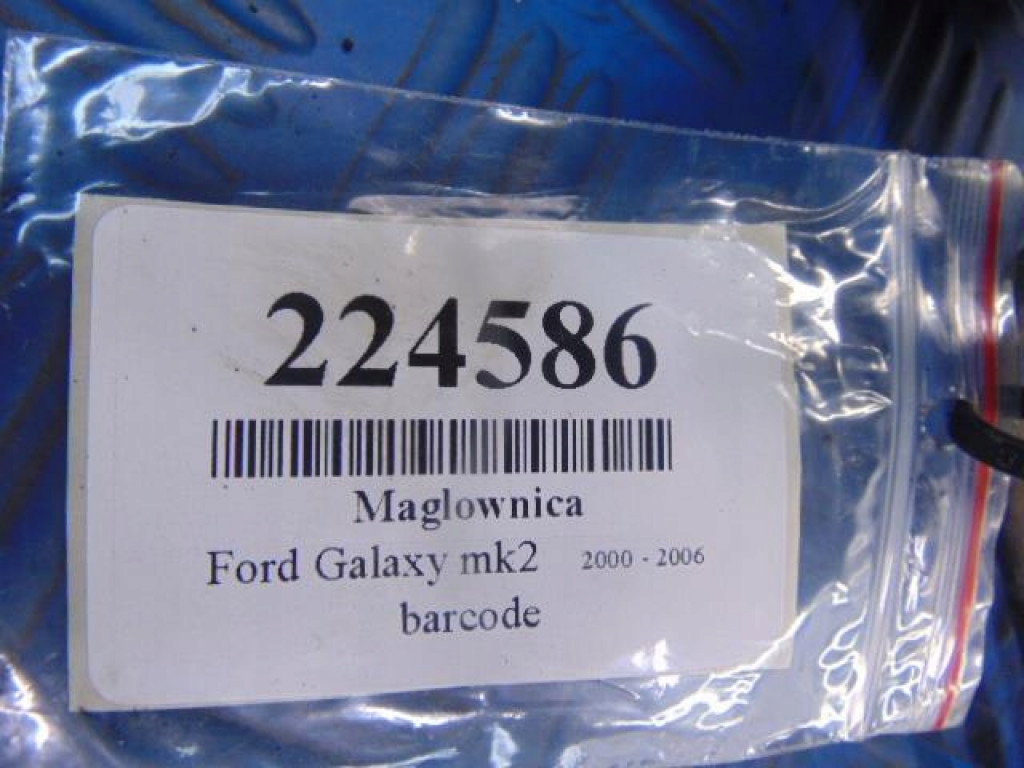 224586
Maglownica
Ford Galaxy mk2 2000 - 2006
barcode